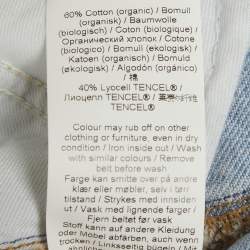 60% Cotton (organic) / Bomull
(organisk) / Baumwolle
(biologisch) / Coton (biologique) /
Органический хлопок / Cotone
(biologico) / Bomull (ekologisk) /
Katoen (organisch) / Bomuld
(økologisk) / Algodón (orgánico)
/ 棉
40% Lyocell TENCEL® /
Лиоцелл TENCEL® /
TENCEL® /
Colour may rub off on other
clothing or furniture, even in dry
condition / Iron inside out / Wash
with similar colours / Remove
belt before wash
Farge kan smitte over på andre
klær eller møbler, selv i tørr
tilstand / Strykes med innsiden
ut / Vask med lignende farger /
Fjern beltet før vask
Stoff kann auf andere Kleidung
oder Möbel abfärben, auch wenn
trocken / Linksseitig bügeln / Mit